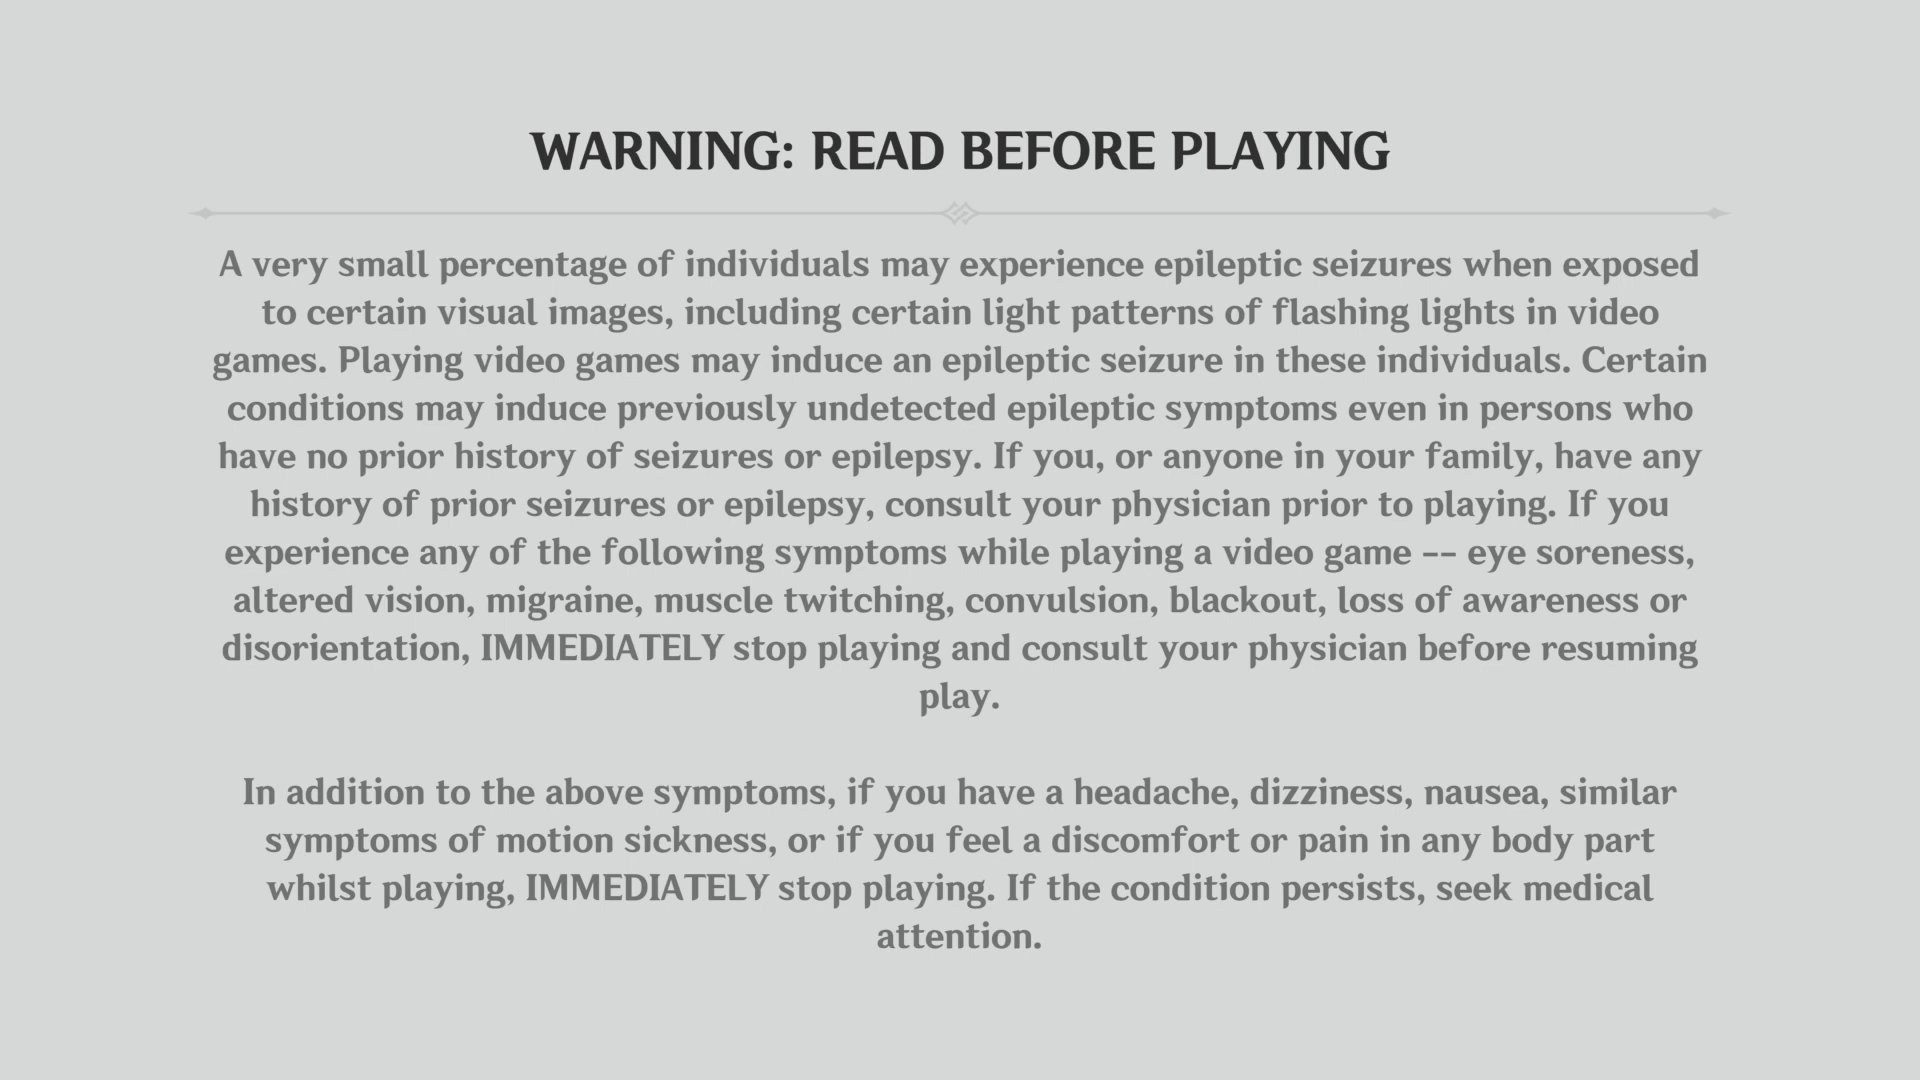 WARNING: READ BEFORE PLAYING
A very small percentage of individuals may experience epileptic seizures when exposed
to certain visual images, including certain light patterns of flashing lights in video
games. Playing video games may induce an epileptic seizure in these individuals. Certain
conditions may induce previously undetected epileptic symptoms even in persons who
have no prior history of seizures or epilepsy. If you, or anyone in your family, have any
history of prior seizures or epilepsy, consult your physician prior to playing. If you
experience any of the following symptoms while playing a video game -- eye soreness,
altered vision, migraine, muscle twitching, convulsion, blackout, loss of awareness or
disorientation, IMMEDIATELY stop playing and consult your physician before resuming
play.
In addition to the above symptoms, if you have a headache, dizziness, nausea, similar
symptoms of motion sickness, or if you feel a discomfort or pain in any body part
whilst playing, IMMEDIATELY stop playing. If the condition persists, seek medical
attention.